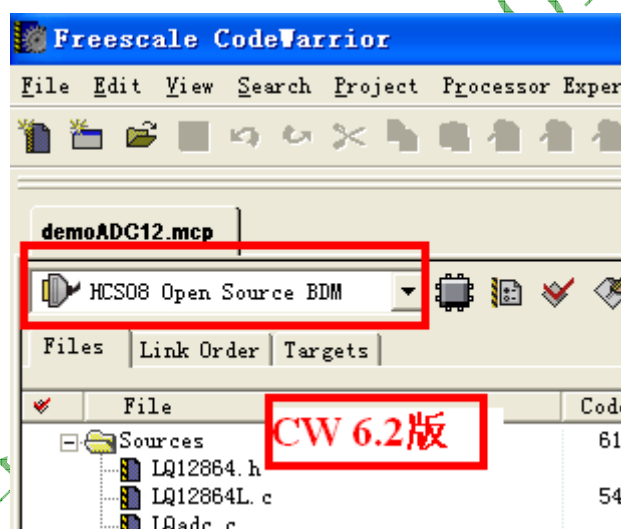 Freescale CodeWarrior
File Edit View Search Project Processor Exper
demoADC12.mcp
HCS08 Open Source BDM
Files Link Order Targets
File Code
CW 6.2版
Sources 61
LQ12864.h
LQ12864L.c 54
LQadc.c